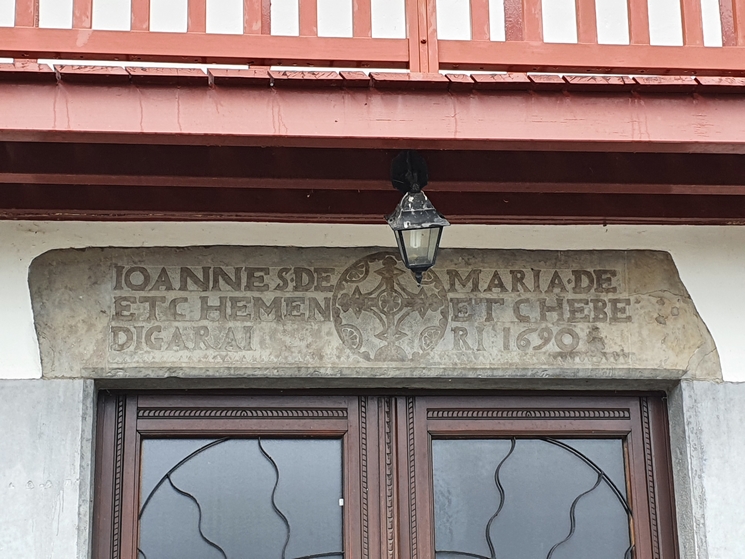 IOANNES·DE MARIA·DE
ETCHEMEN ETCHEBE
DIGARAI RI 1690